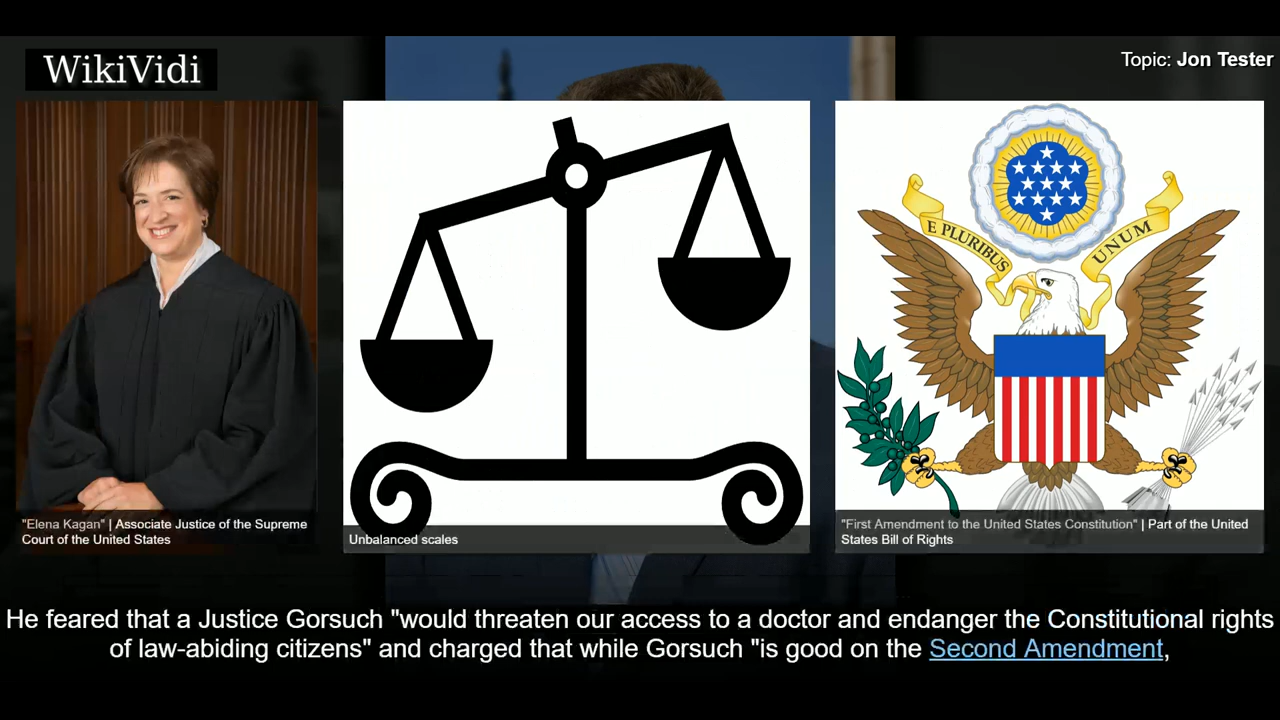 WikiVidi
Topic: Jon Tester
E PLURIBUS
UNUM
"Elena Kagan" | Associate Justice of the Supreme
Court of the United States
Unbalanced scales
"First Amendment to the United States Constitution" | Part of the United
States Bill of Rights
He feared that a Justice Gorsuch "would threaten our access to a doctor and endanger the Constitutional rights
of law-abiding citizens" and charged that while Gorsuch "is good on the Second Amendment,